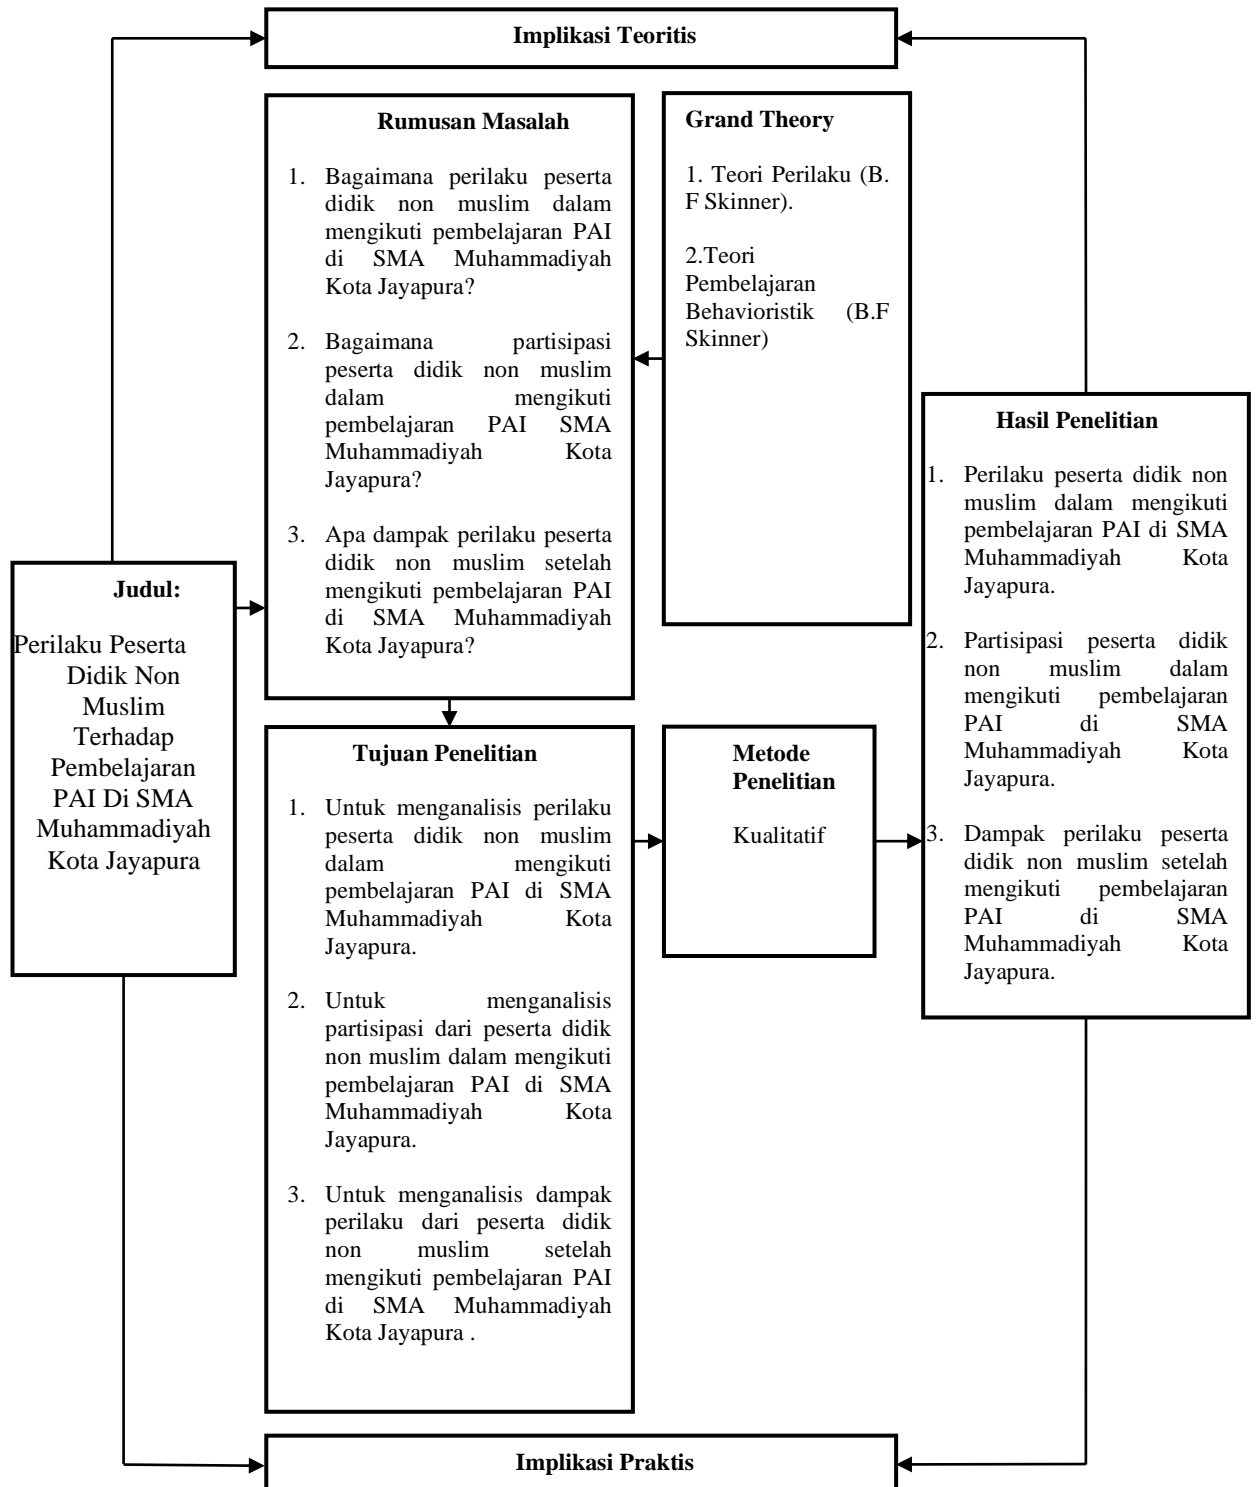 Implikasi Teoritis
Rumusan Masalah
1. Bagaimana perilaku peserta
didik non muslim dalam
mengikuti pembelajaran PAI
di SMA Muhammadiyah
Kota Jayapura?
2. Bagaimana partisipasi
peserta didik non muslim
dalam mengikuti
pembelajaran PAI SMA
Muhammadiyah Kota
Jayapura?
3. Apa dampak perilaku peserta
didik non muslim setelah
mengikuti pembelajaran PAI
di SMA Muhammadiyah
Kota Jayapura?
Grand Theory
1. Teori Perilaku (B.
F Skinner).
2.Teori
Pembelajaran
Behavioristik (B.F
Skinner)
Judul:
Perilaku Peserta
Didik Non
Muslim
Terhadap
Pembelajaran
PAI Di SMA
Muhammadiyah
Kota Jayapura
Tujuan Penelitian
1. Untuk menganalisis perilaku
peserta didik non muslim
dalam mengikuti
pembelajaran PAI di SMA
Muhammadiyah Kota
Jayapura.
2. Untuk menganalisis
partisipasi dari peserta didik
non muslim dalam mengikuti
pembelajaran PAI di SMA
Muhammadiyah Kota
Jayapura.
3. Untuk menganalisis dampak
perilaku dari peserta didik
non muslim setelah
mengikuti pembelajaran PAI
di SMA Muhammadiyah
Kota Jayapura .
Metode
Penelitian
Kualitatif
Hasil Penelitian
1. Perilaku peserta didik non
muslim dalam mengikuti
pembelajaran PAI di SMA
Muhammadiyah Kota
Jayapura.
2. Partisipasi peserta didik
non muslim dalam
mengikuti pembelajaran
PAI di SMA
Muhammadiyah Kota
Jayapura.
3. Dampak perilaku peserta
didik non muslim setelah
mengikuti pembelajaran
PAI di SMA
Muhammadiyah Kota
Jayapura.
Implikasi Praktis